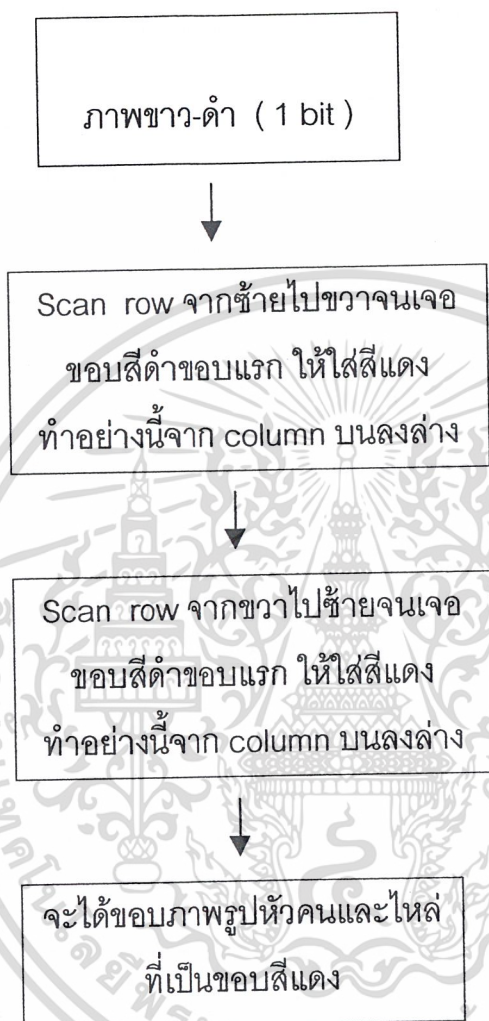 ภาพขาว-ดำ ( 1 bit )
Scan row จากซ้ายไปขวาจนเจอ
ขอบสีดำขอบแรก ให้ใส่สีแดง
ทำอย่างนี้จาก column บนลงล่าง
Scan row จากขวาไปซ้ายจนเจอ
ขอบสีดำขอบแรก ให้ใส่สีแดง
ทำอย่างนี้จาก column บนลงล่าง
จะได้ขอบภาพรูปหัวคนและไหล่
ที่เป็นขอบสีแดง